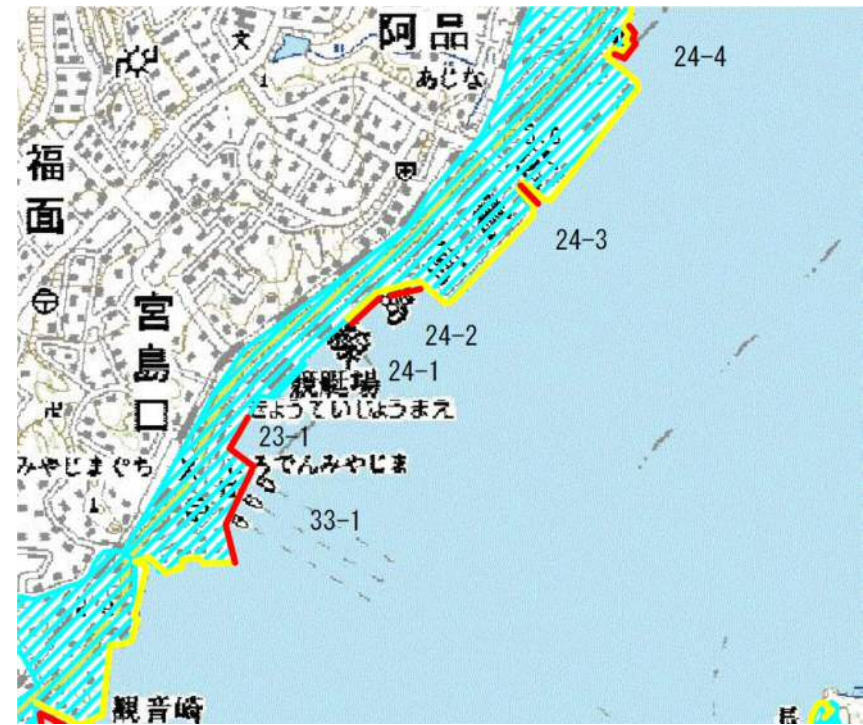 阿品
24-4
あじな
福面
24-3
宮島口
24-2
24-1
競艇場
きょうていじょうまえ
23-1
みやじまぐち
ろでんみやじま
33-1
観音崎